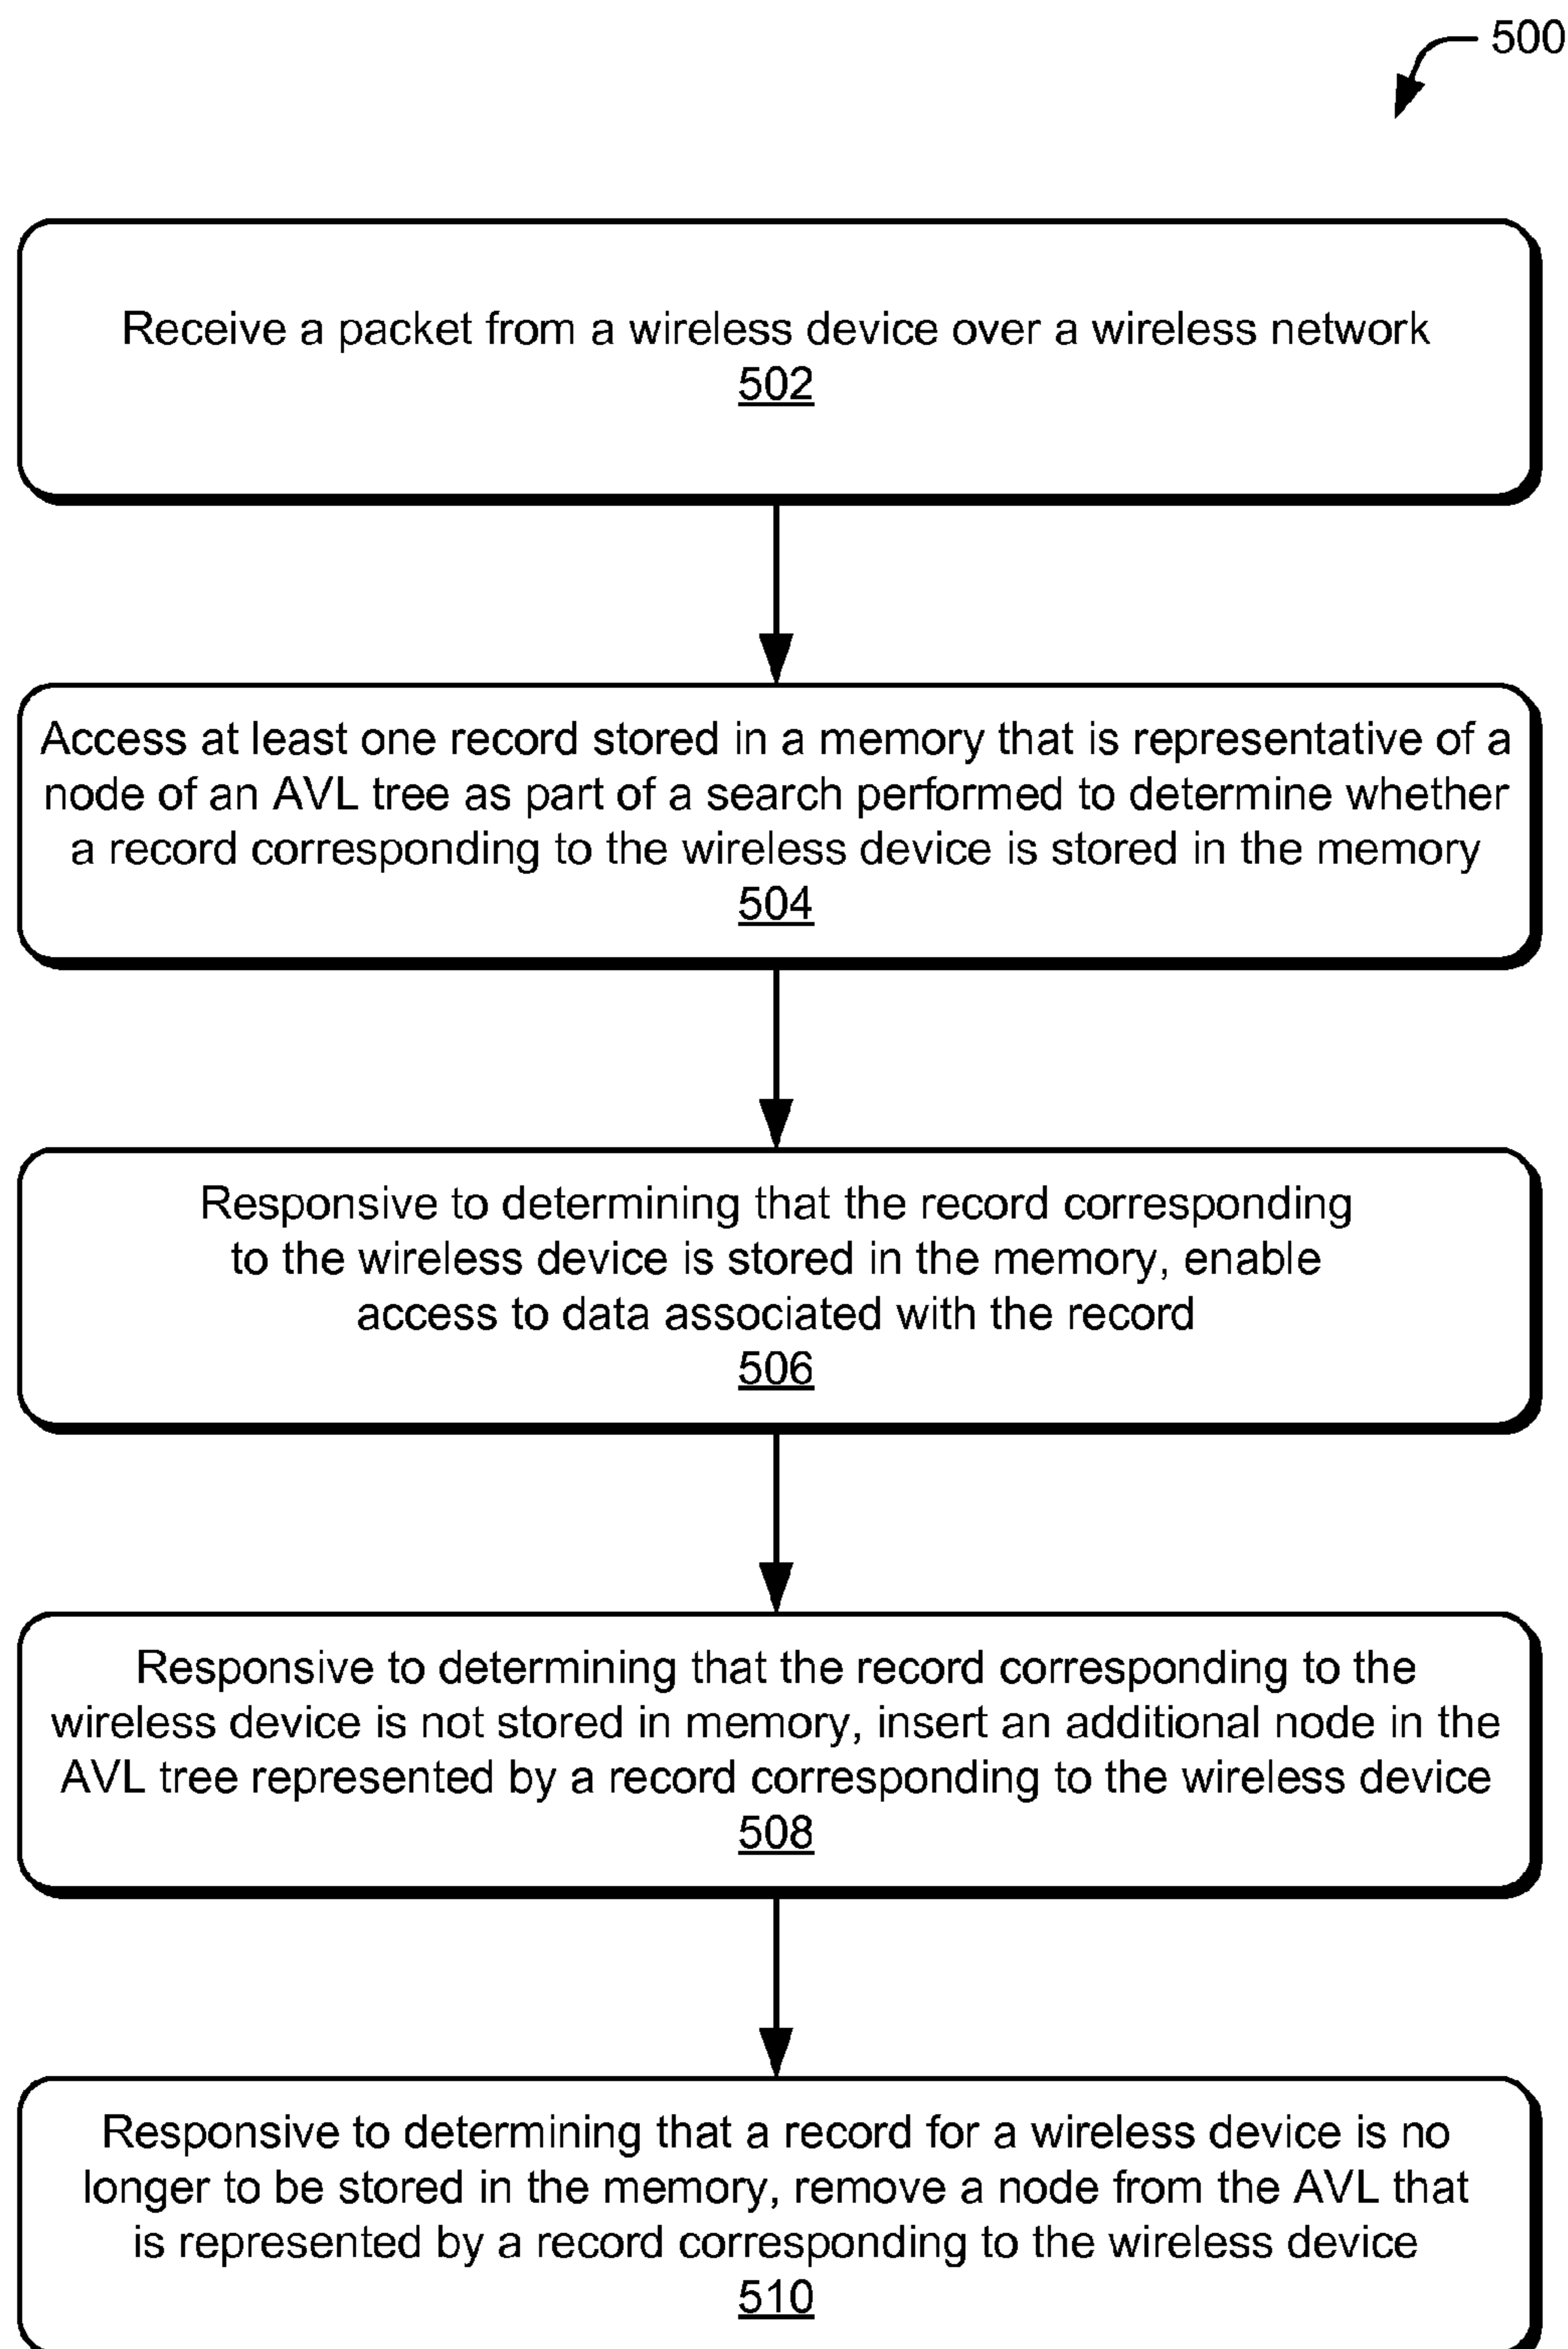 500
Receive a packet from a wireless device over a wireless network
502
Access at least one record stored in a memory that is representative of a
node of an AVL tree as part of a search performed to determine whether
a record corresponding to the wireless device is stored in the memory
504
Responsive to determining that the record corresponding
to the wireless device is stored in the memory, enable
access to data associated with the record
506
Responsive to determining that the record corresponding to the
wireless device is not stored in memory, insert an additional node in the
AVL tree represented by a record corresponding to the wireless device
508
Responsive to determining that a record for a wireless device is no
longer to be stored in the memory, remove a node from the AVL that
is represented by a record corresponding to the wireless device
510